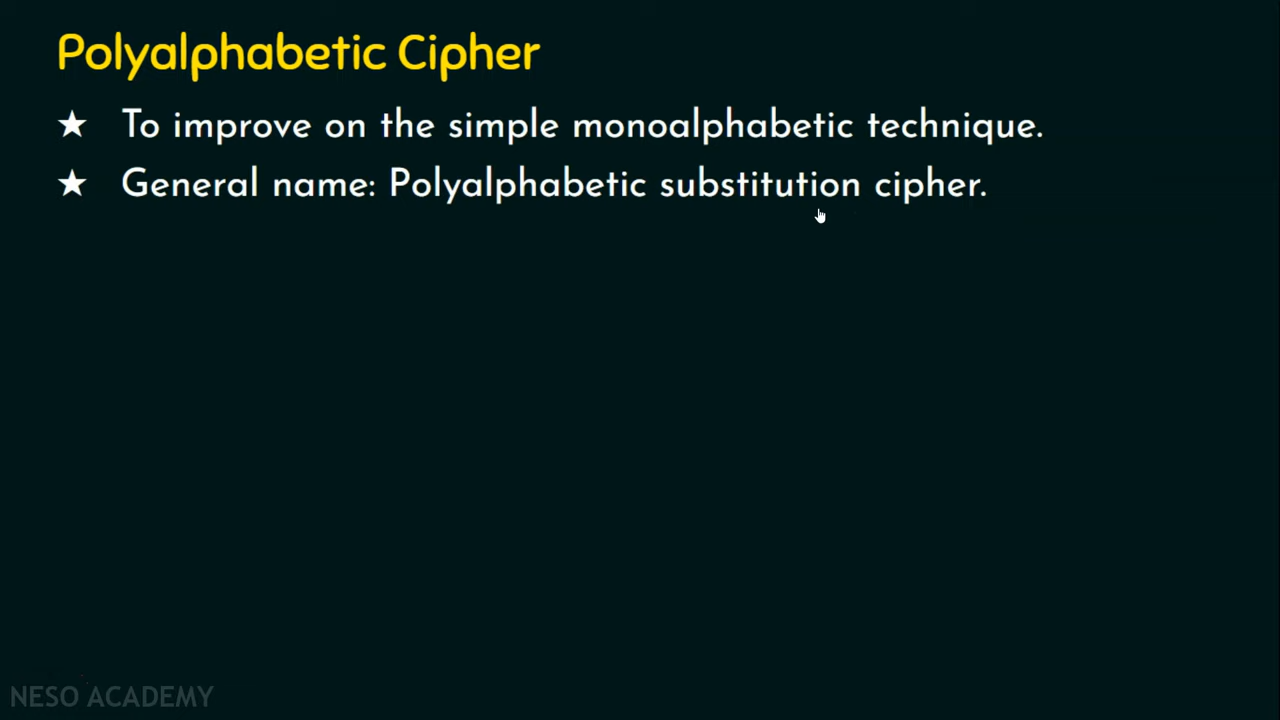 Polyalphabetic Cipher
★ To improve on the simple monoalphabetic technique.
★ General name: Polyalphabetic substitution cipher.
NESO ACADEMY